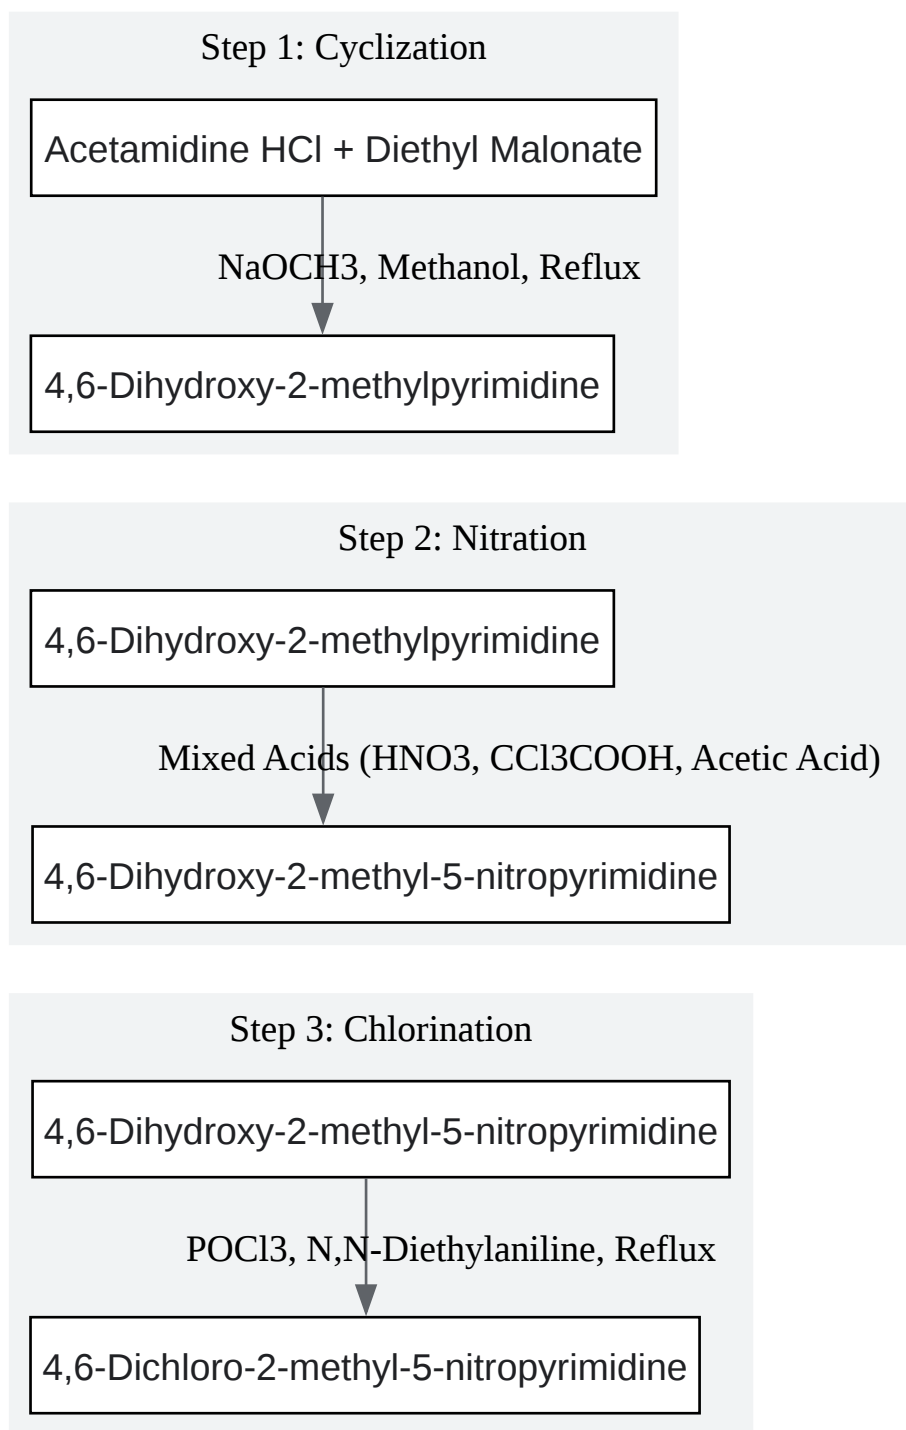 Step 1: Cyclization
Acetamidine HCl + Diethyl Malonate
NaOCH3, Methanol, Reflux
4,6-Dihydroxy-2-methylpyrimidine
Step 2: Nitration
4,6-Dihydroxy-2-methylpyrimidine
Mixed Acids (HNO3, CCl3COOH, Acetic Acid)
4,6-Dihydroxy-2-methyl-5-nitropyrimidine
Step 3: Chlorination
4,6-Dihydroxy-2-methyl-5-nitropyrimidine
POCl3, N,N-Diethylaniline, Reflux
4,6-Dichloro-2-methyl-5-nitropyrimidine